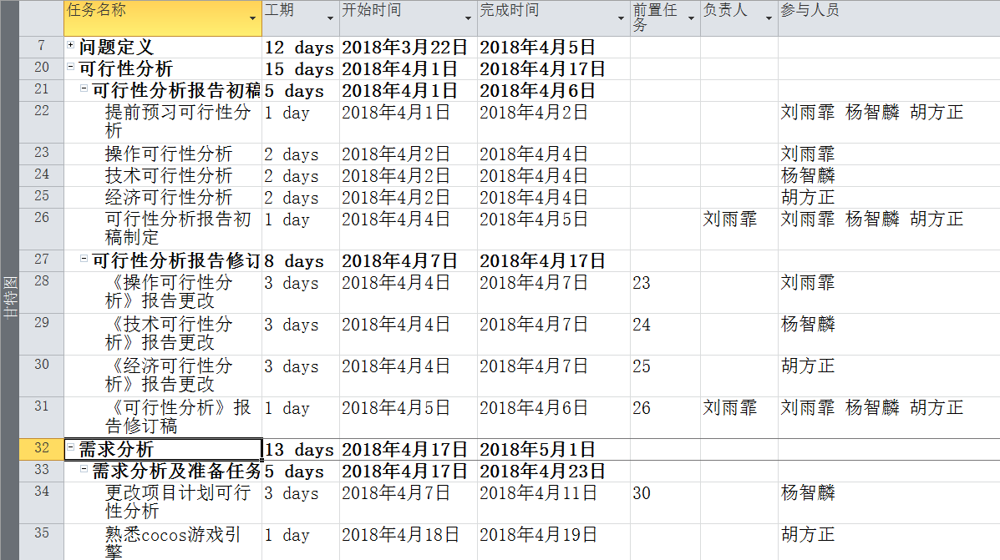 任务名称 工期 开始时间 完成时间 前置任务 负责人 参与人员
7 问题定义 12 days 2018年3月22日 2018年4月5日
20 可行性分析 15 days 2018年4月1日 2018年4月17日
21 可行性分析报告初稿 5 days 2018年4月1日 2018年4月6日
22 提前预习可行性分 1 day 2018年4月1日 2018年4月2日 刘雨霏 杨智麟 胡方正
析
23 操作可行性分析 2 days 2018年4月2日 2018年4月4日 刘雨霏
24 技术可行性分析 2 days 2018年4月2日 2018年4月4日 杨智麟
25 经济可行性分析 2 days 2018年4月2日 2018年4月4日 胡方正
26 可行性分析报告初 1 day 2018年4月4日 2018年4月5日 刘雨霏 刘雨霏 杨智麟 胡方正
稿制定
27 可行性分析报告修订 8 days 2018年4月7日 2018年4月17日
28 《操作可行性分 3 days 2018年4月4日 2018年4月7日 23 刘雨霏
析》报告更改
29 《技术可行性分 3 days 2018年4月4日 2018年4月7日 24 杨智麟
析》报告更改
30 《经济可行性分 3 days 2018年4月4日 2018年4月7日 25 胡方正
析》报告更改
31 《可行性分析》报 1 day 2018年4月5日 2018年4月6日 26 刘雨霏 刘雨霏 杨智麟 胡方正
告修订稿
32 需求分析 13 days 2018年4月17日 2018年5月1日
33 需求分析及准备任务 5 days 2018年4月17日 2018年4月23日
34 更改项目计划可行 3 days 2018年4月7日 2018年4月11日 30 杨智麟
性分析
35 熟悉cocos游戏引 1 day 2018年4月18日 2018年4月19日 胡方正
擎
甘特图